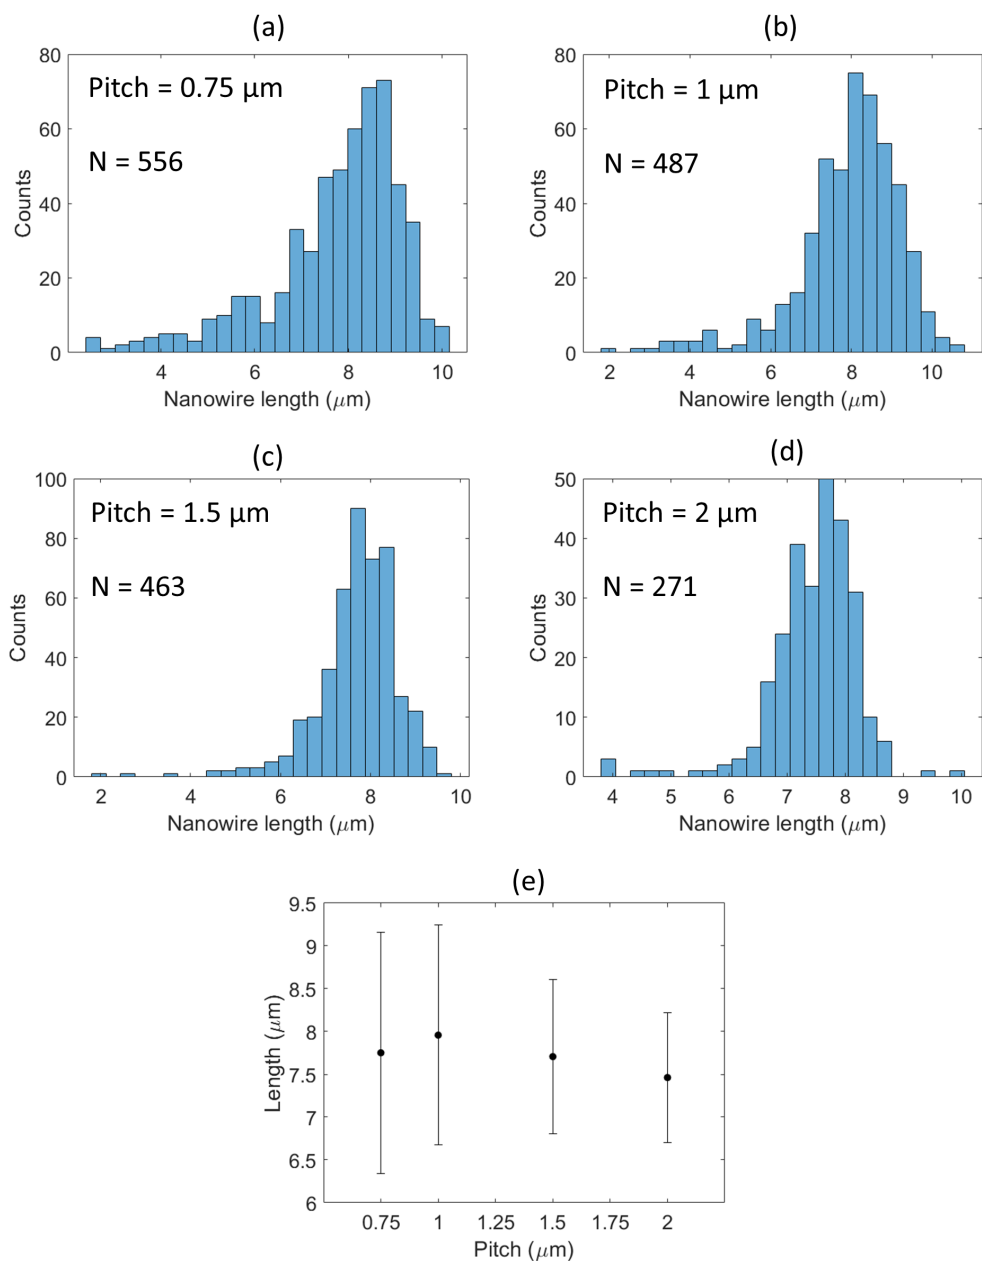 (a)
Pitch = 0.75 µm
N = 556
80
60
40
20
0
Counts
4
6
8
10
Nanowire length (µm)
(b)
Pitch = 1 µm
N = 487
80
60
40
20
0
Counts
2
4
6
8
10
Nanowire length (µm)
(c)
Pitch = 1.5 µm
N = 463
100
80
60
40
20
0
Counts
2
4
6
8
10
Nanowire length (µm)
(d)
Pitch = 2 µm
N = 271
50
40
30
20
10
0
Counts
4
5
6
7
8
9
10
Nanowire length (µm)
(e)
9.5
9
8.5
8
7.5
7
6.5
6
Length (µm)
0.75
1
1.25
1.5
1.75
2
Pitch (µm)